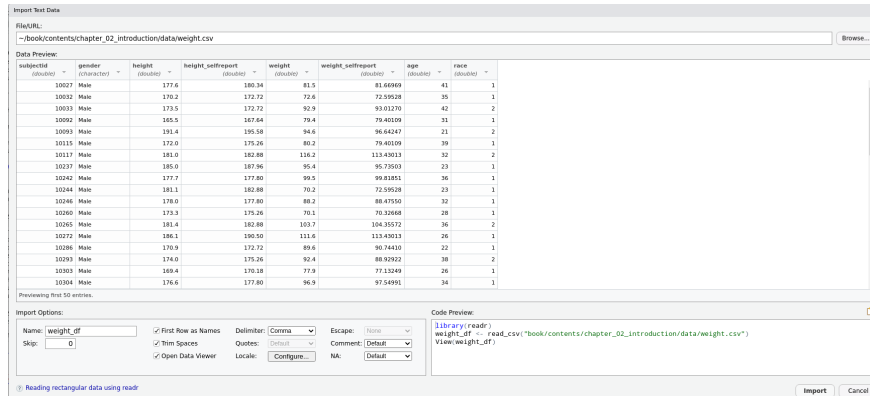 Import Text Data
File/URL:
~/book/contents/chapter_02_introduction/data/weight.csv
Browse...
Data Preview:
subjectid gender height height_selfreport weight weight_selfreport age race
(double) (character) (double) (double) (double) (double) (double) (double)
10027 Male 177.6 180.34 81.5 81.66969 41 1
10032 Male 170.2 172.72 72.6 72.59528 35 1
10033 Male 173.5 172.72 92.9 93.01270 42 2
10092 Male 165.5 167.64 79.4 79.40109 31 1
10093 Male 191.4 195.58 94.6 96.64247 21 2
10115 Male 172.0 175.26 80.2 79.40109 39 1
10117 Male 181.0 182.88 116.2 113.43013 32 2
10237 Male 185.0 187.96 95.4 95.73503 23 1
10242 Male 177.7 177.80 99.5 99.81851 36 1
10244 Male 181.1 182.88 70.2 72.59528 23 1
10246 Male 178.0 177.80 88.2 88.47550 32 1
10260 Male 173.3 175.26 70.1 70.32668 28 1
10265 Male 181.4 182.88 103.7 104.35572 36 2
10272 Male 186.1 190.50 111.6 113.43013 26 1
10286 Male 170.9 172.72 89.6 90.74410 22 1
10293 Male 174.0 175.26 92.4 88.92922 38 2
10303 Male 169.4 170.18 77.9 77.13249 26 1
10304 Male 176.6 177.80 96.9 97.54991 34 1
Previewing first 50 entries.
Import Options:
Name: weight_df
Skip: 0
First Row as Names
Trim Spaces
Open Data Viewer
Delimiter: Comma
Quotes: Default
Locale: Configure...
Escape: None
Comment: Default
NA: Default
Code Preview:
library(readr)
weight_df <- read_csv("book/contents/chapter_02_introduction/data/weight.csv")
View(weight_df)
Reading rectangular data using readr
Import Cancel